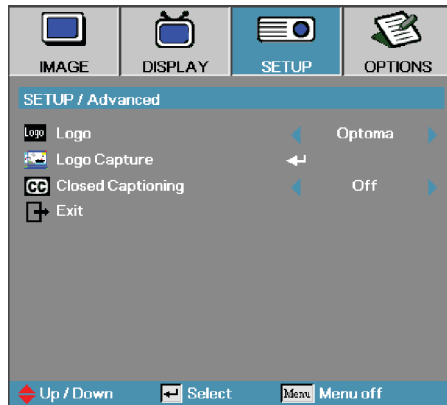 IMAGE DISPLAY SETUP OPTIONS
SETUP / Advanced
Logo Logo Optoma
Logo Capture
CC Closed Captioning Off
Exit
Up / Down Select Menu Menu off